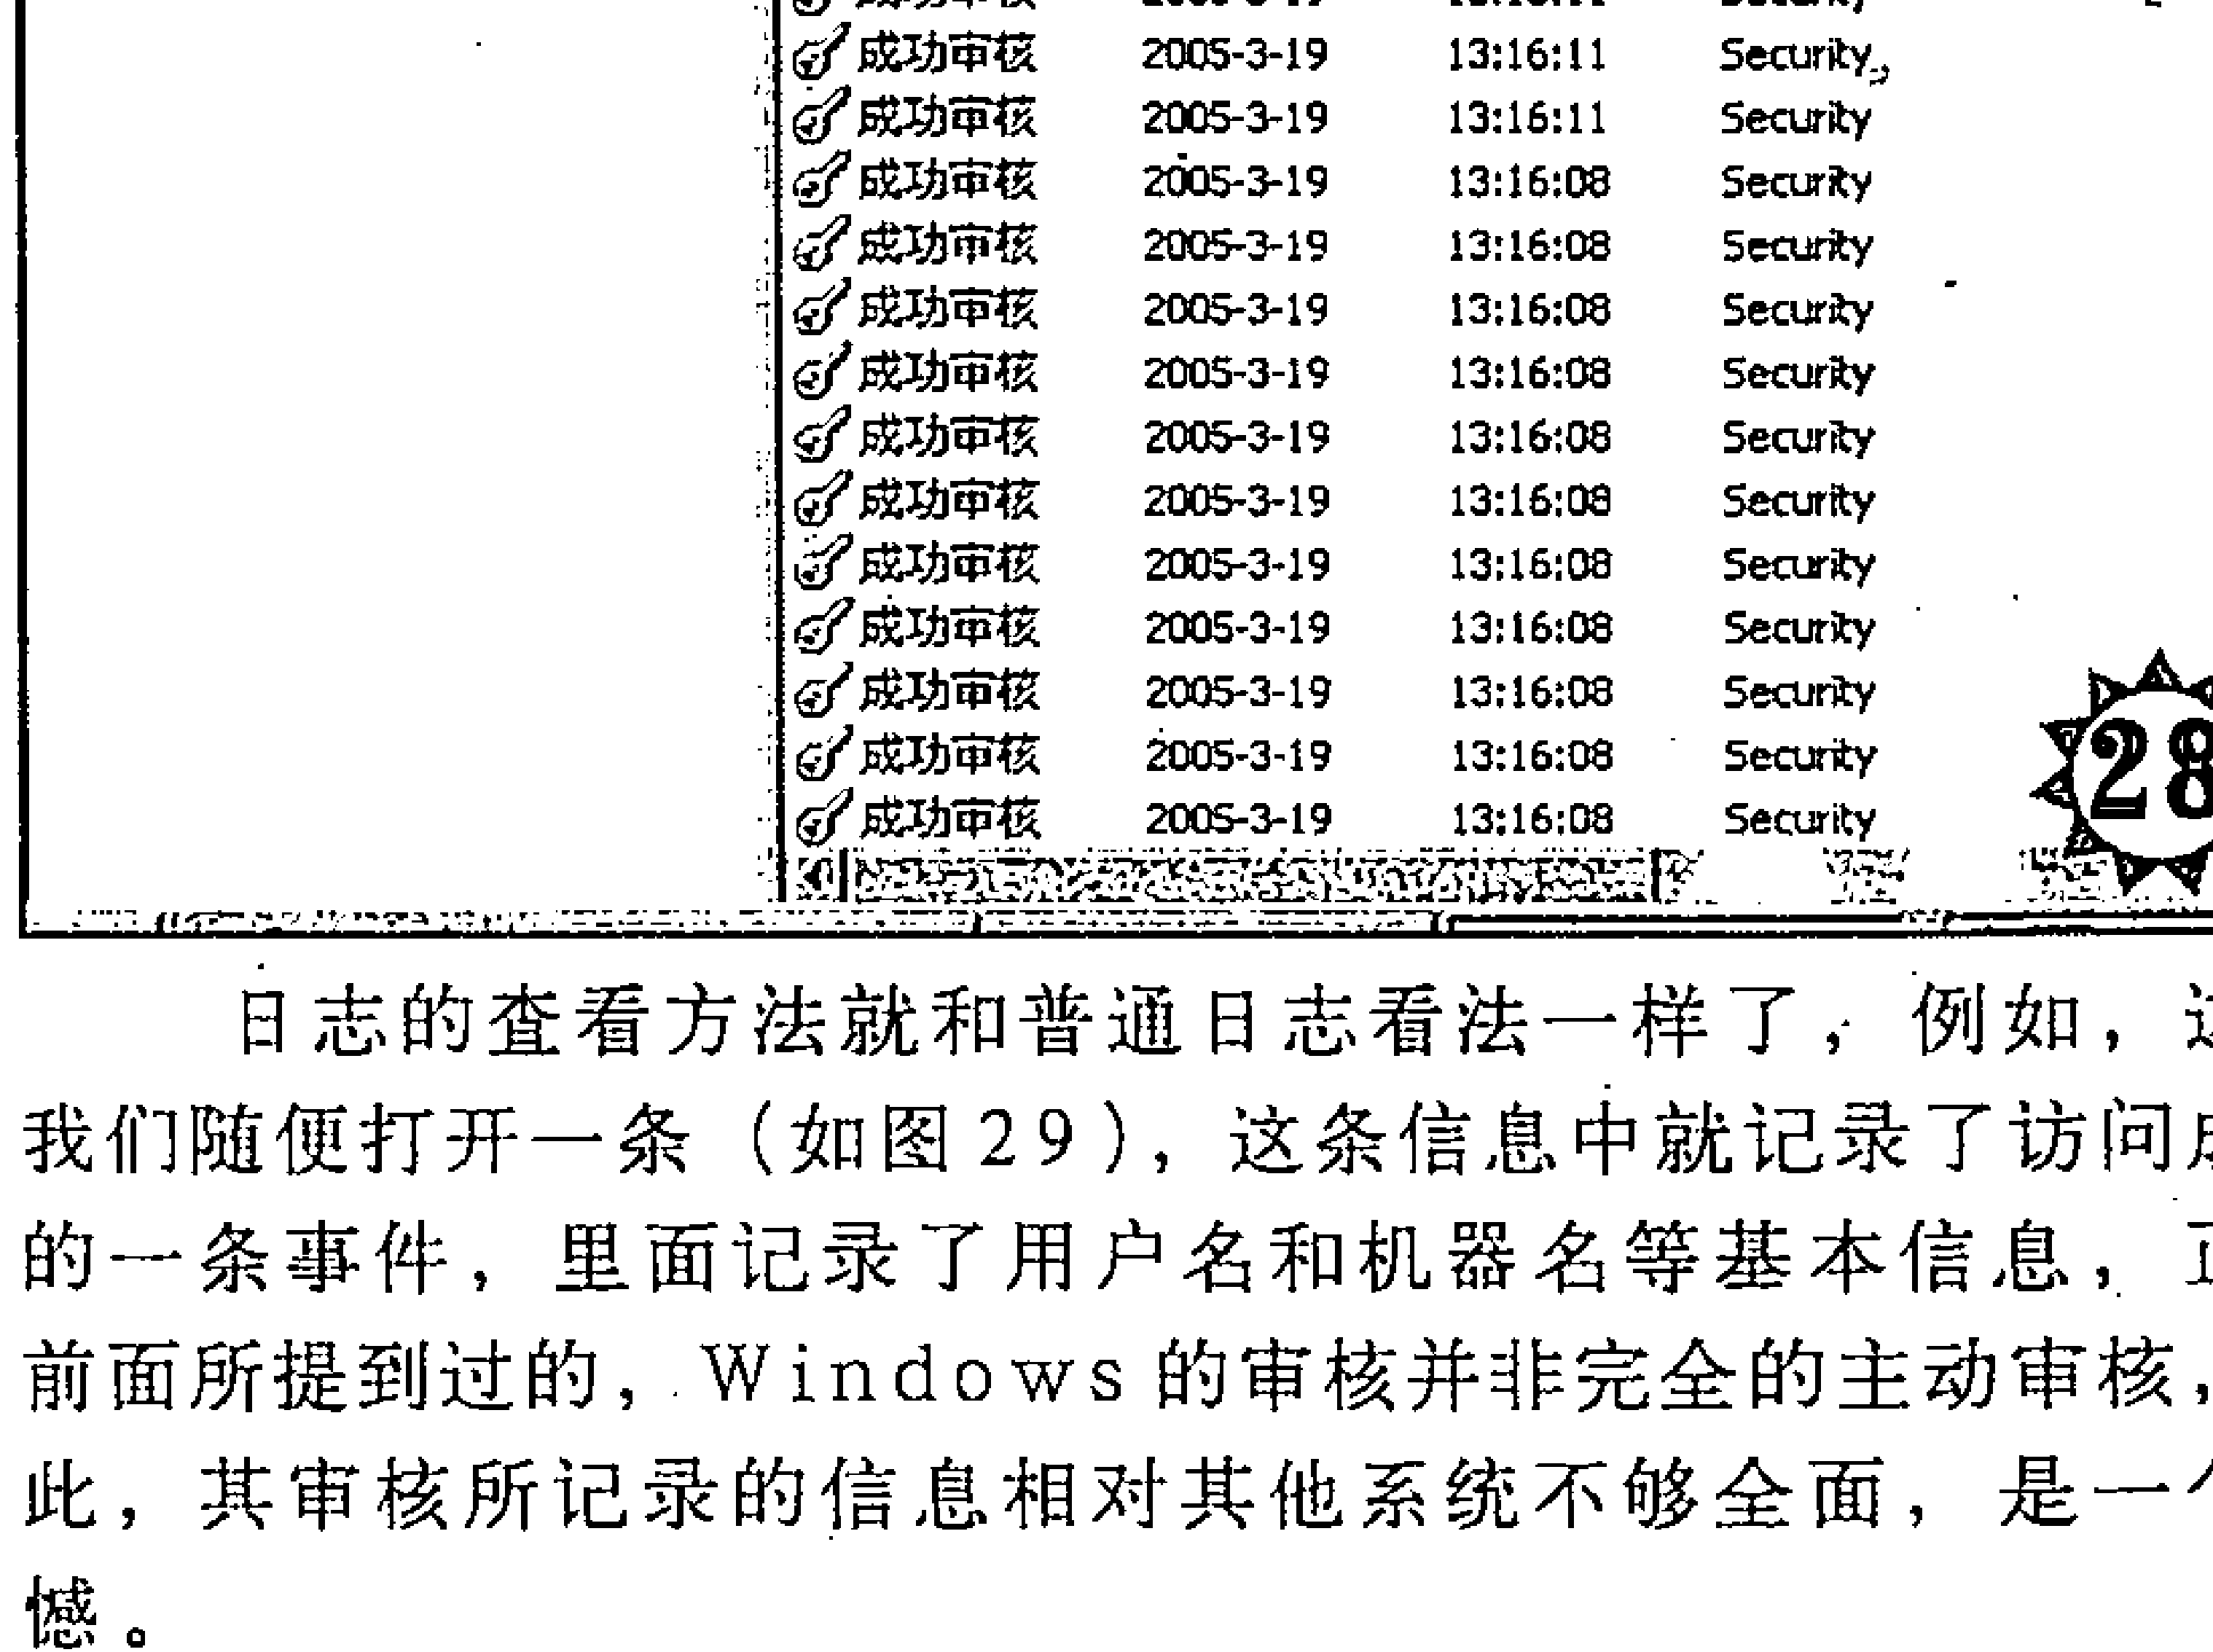 成功审核 2005-3-19 13:16:11 Security
成功审核 2005-3-19 13:16:11 Security
成功审核 2005-3-19 13:16:11 Security
成功审核 2005-3-19 13:16:08 Security
成功审核 2005-3-19 13:16:08 Security
成功审核 2005-3-19 13:16:08 Security
成功审核 2005-3-19 13:16:08 Security
成功审核 2005-3-19 13:16:08 Security
成功审核 2005-3-19 13:16:08 Security
成功审核 2005-3-19 13:16:08 Security
成功审核 2005-3-19 13:16:08 Security
成功审核 2005-3-19 13:16:08 Security
成功审核 2005-3-19 13:16:08 Security
成功审核 2005-3-19 13:16:08 Security
28
日志的查看方法就和普通日志看法一样了，例如，
我们随便打开一条（如图29），这条信息中就记录了访问
的一条事件，里面记录了用户名和机器名等基本信息，
前面所提到过的，Windows的审核并非完全的主动审核，
此，其审核所记录的信息相对其他系统不够全面，是一
憾。